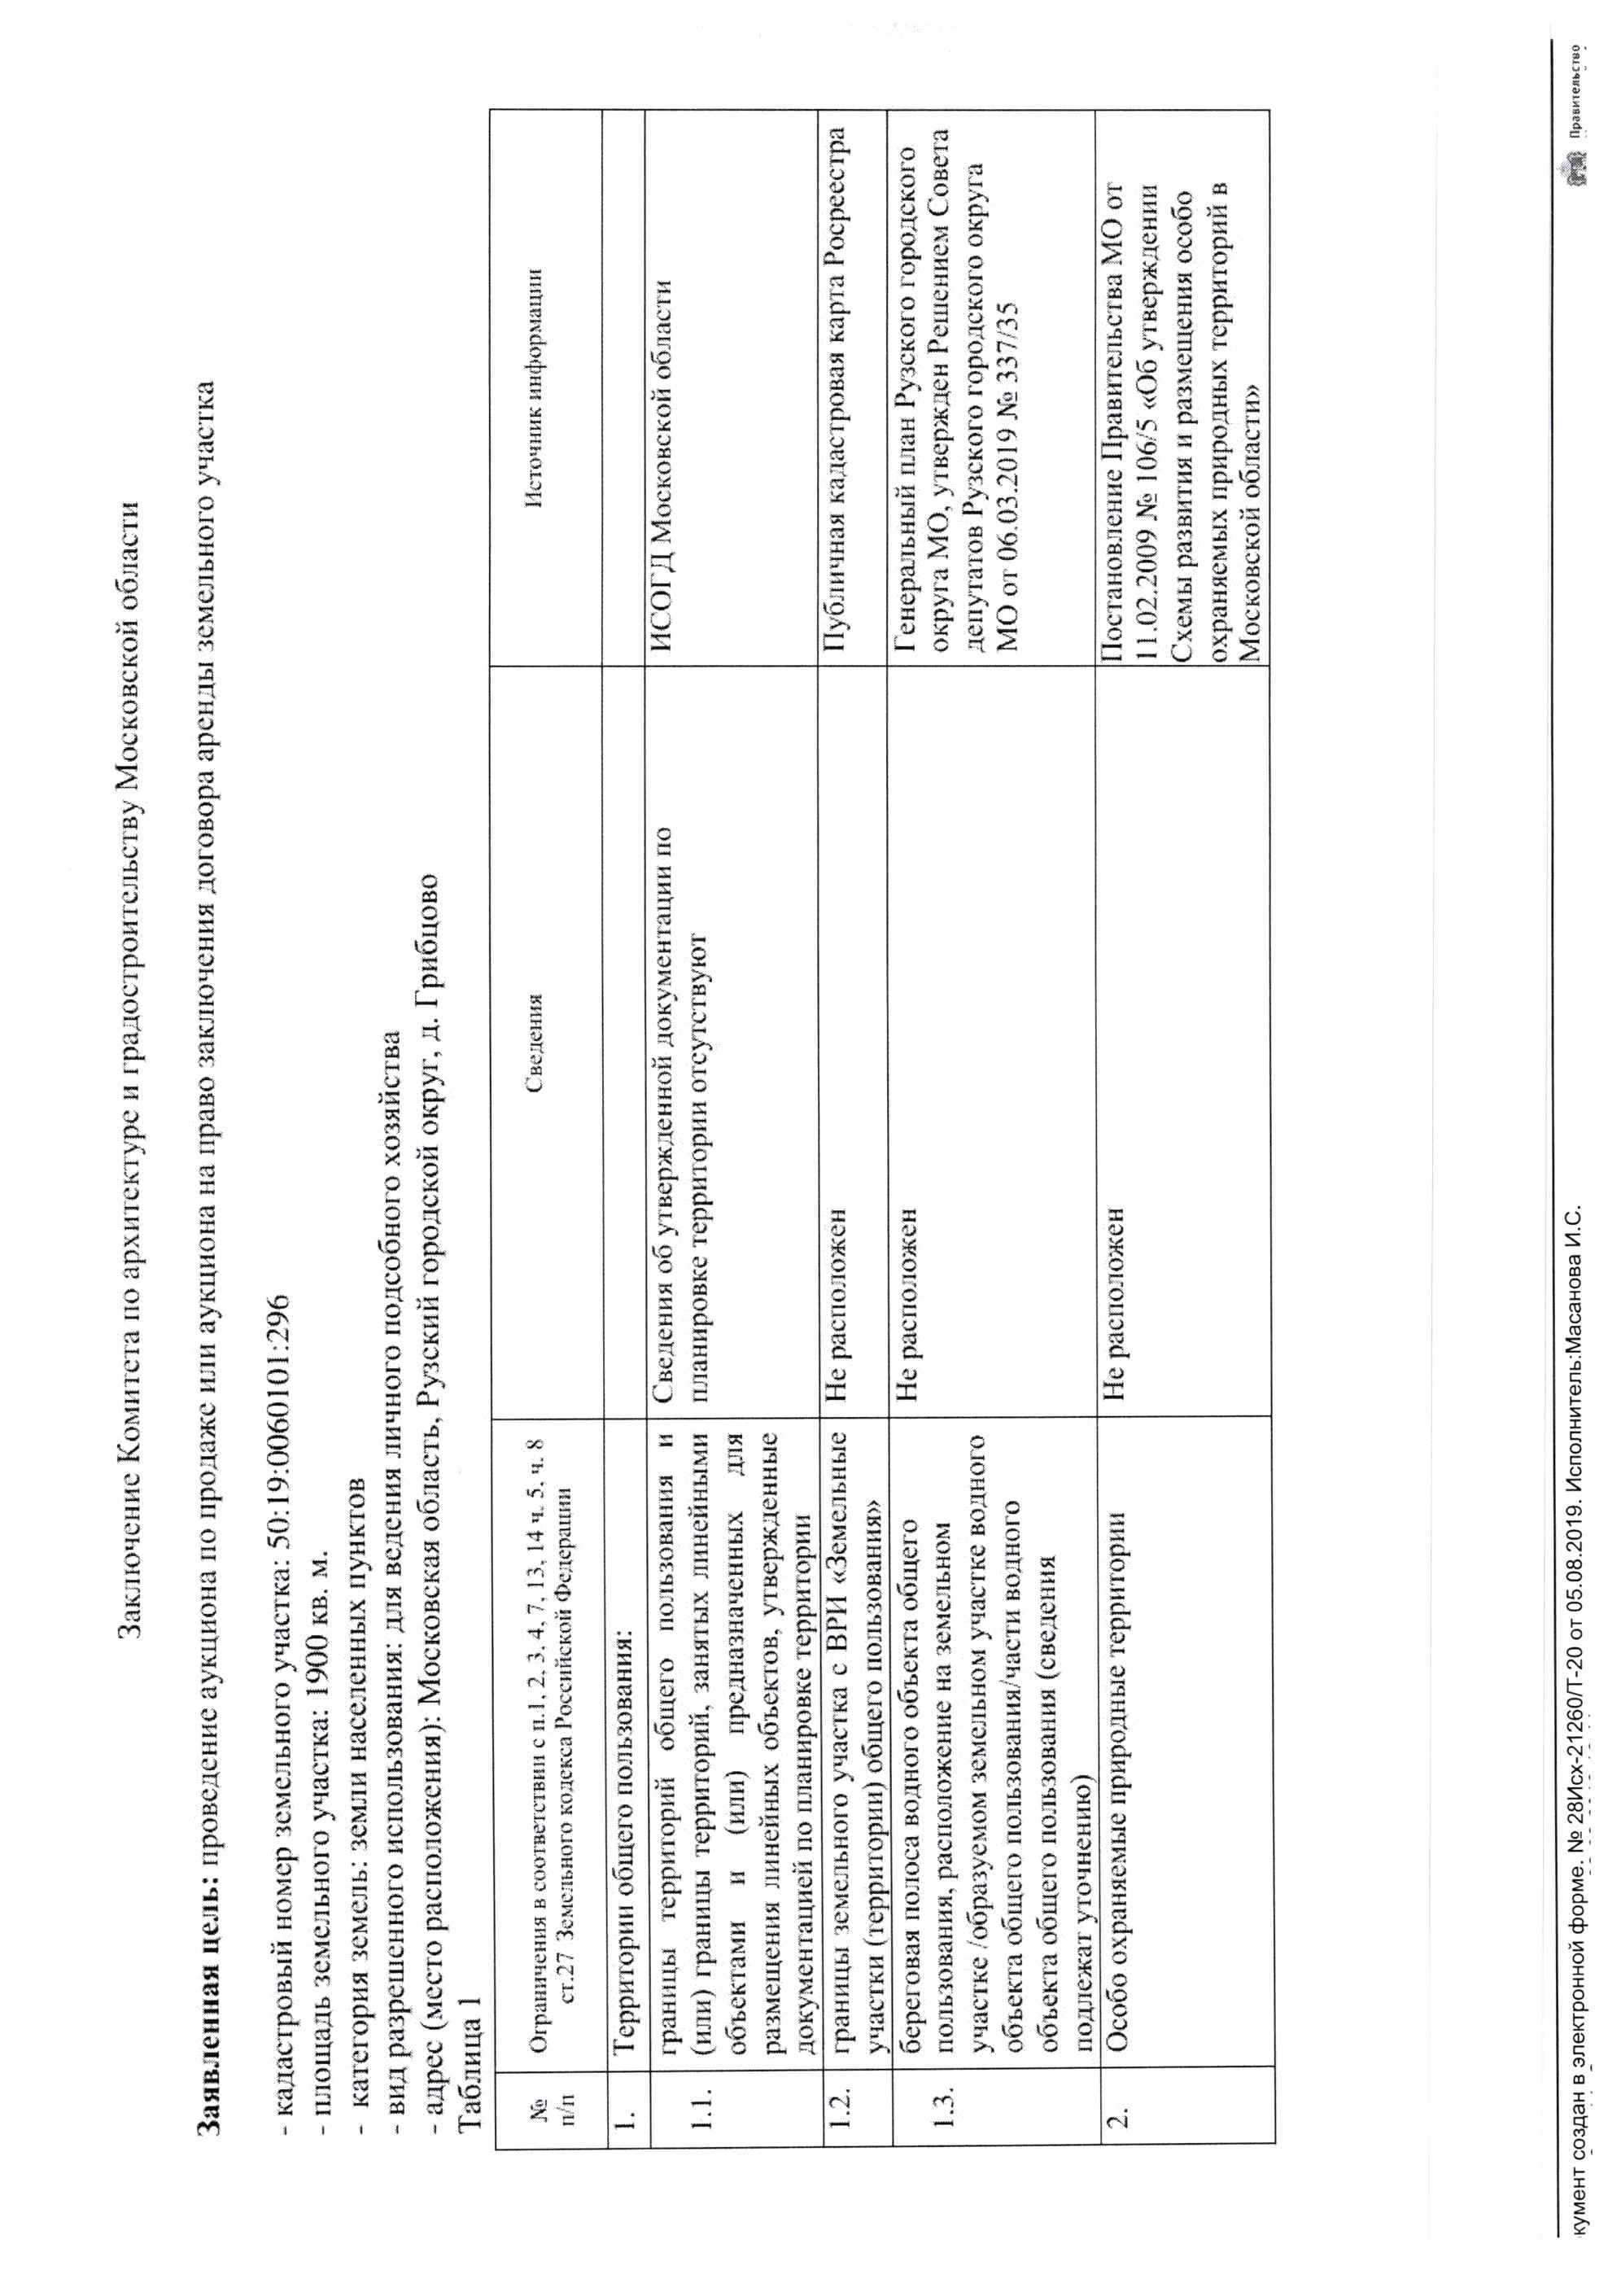 Заключение Комитета по архитектуре и градостроительству Московской области
Заявленная цель: проведение аукциона по продаже или аукциона на право заключения договора аренды земельного участка
- кадастровый номер земельного участка: 50:19:0060101:296
- площадь земельного участка: 1900 кв. м.
- категория земель: земли населенных пунктов
- вид разрешенного использования: для ведения личного подсобного хозяйства
- адрес (место расположения): Московская область, Рузский городской округ, д. Грибцово
Таблица 1
№
п/п
Ограничения в соответствии с п.1, 2, 3, 4, 7, 13, 14 ч. 5, ч. 8
ст.27 Земельного кодекса Российской Федерации
Сведения
Источник информации
1.
Территории общего пользования:
1.1.
границы территорий общего пользования и
(или) границы территорий, занятых линейными
объектами и (или) предназначенных для
размещения линейных объектов, утвержденные
документацией по планировке территории
Сведения об утвержденной документации по
планировке территории отсутствуют
ИСОГД Московской области
1.2.
границы земельного участка с ВРИ «Земельные
участки (территории) общего пользования»
Не расположен
Публичная кадастровая карта Росреестра
1.3.
береговая полоса водного объекта общего
пользования, расположение на земельном
участке /образуемом земельном участке водного
объекта общего пользования/части водного
объекта общего пользования (сведения
подлежат уточнению)
Не расположен
Генеральный план Рузского городского
округа МО, утвержден Решением Совета
депутатов Рузского городского округа
МО от 06.03.2019 № 337/35
2.
Особо охраняемые природные территории
Не расположен
Постановление Правительства МО от
11.02.2009 № 106/5 «Об утверждении
Схемы развития и размещения особо
охраняемых природных территорий в
Московской области»
кумент создан в электронной форме. № 28Исх-21260/Т-20 от 05.08.2019. Исполнитель:Масанова И.С.
Правительство